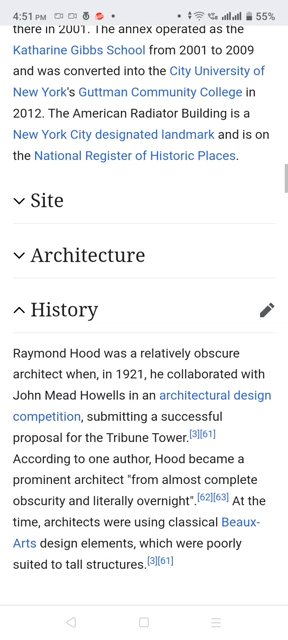 4:51 PM
55%
there in 2001. The annex operated as the
Katharine Gibbs School from 2001 to 2009
and was converted into the City University of
New York's Guttman Community College in
2012. The American Radiator Building is a
New York City designated landmark and is on
the National Register of Historic Places.
Site
Architecture
History
Raymond Hood was a relatively obscure
architect when, in 1921, he collaborated with
John Mead Howells in an architectural design
competition, submitting a successful
proposal for the Tribune Tower.[3][61]
According to one author, Hood became a
prominent architect "from almost complete
obscurity and literally overnight".[62][63] At the
time, architects were using classical Beaux-
Arts design elements, which were poorly
suited to tall structures.[3][61]